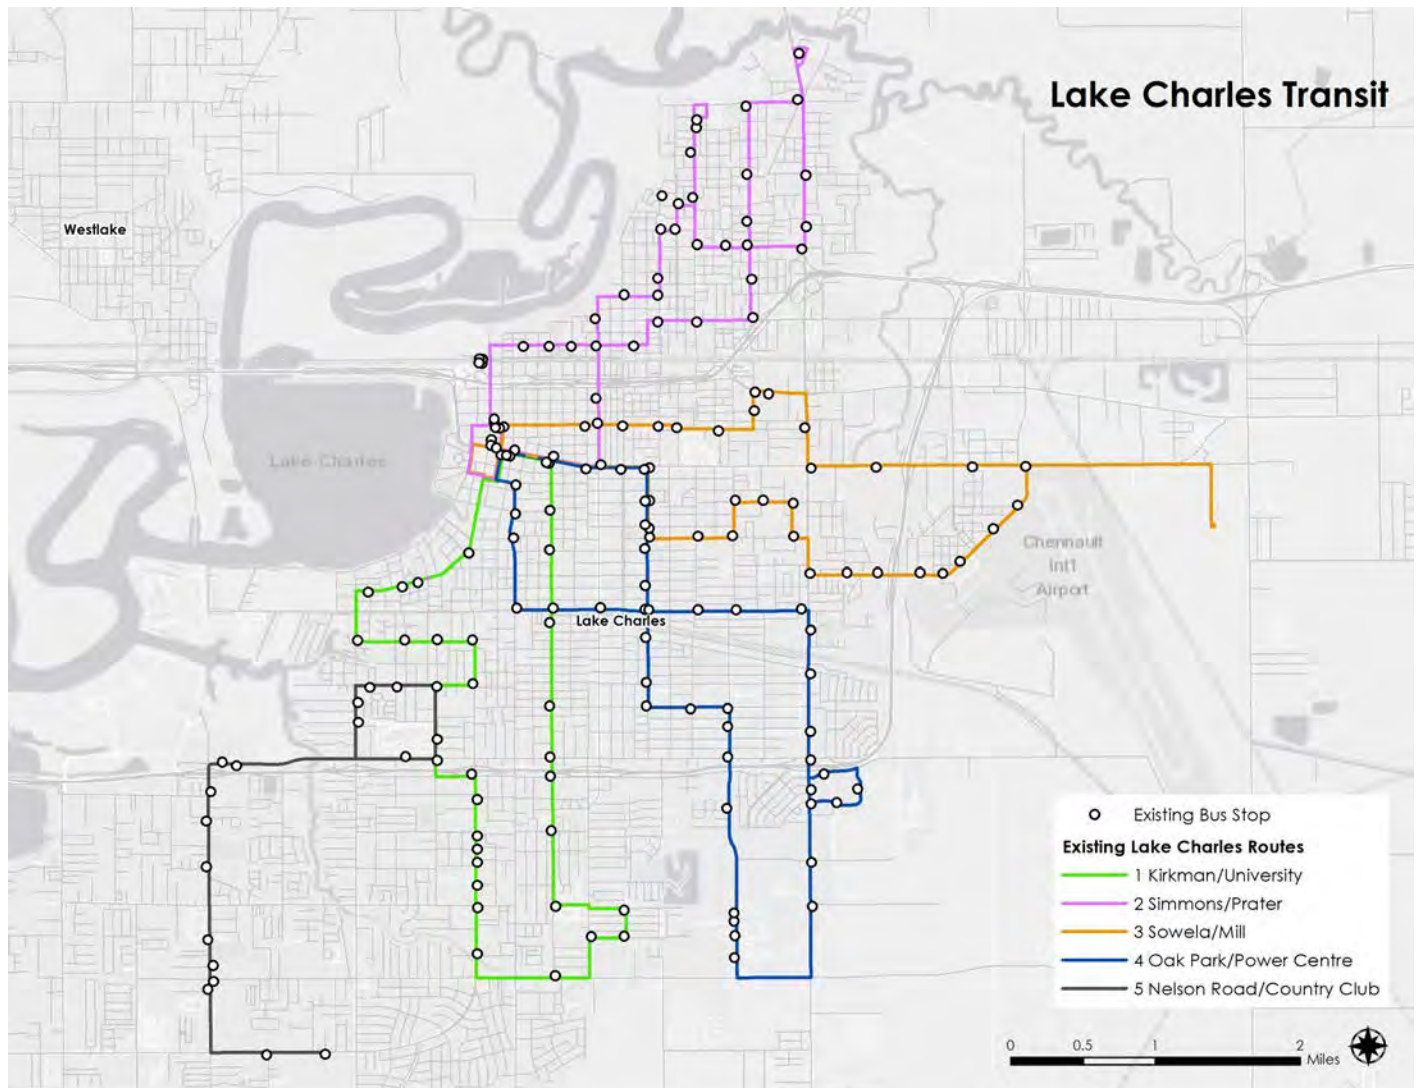 Lake Charles Transit
Westlake
Lake Charles
Chennault
Int'l
Airport
Lake Charles
Existing Bus Stop
Existing Lake Charles Routes
1 Kirkman/University
2 Simmons/Prater
3 Sowela/Mill
4 Oak Park/Power Centre
5 Nelson Road/Country Club
0 0.5 1 2
Miles